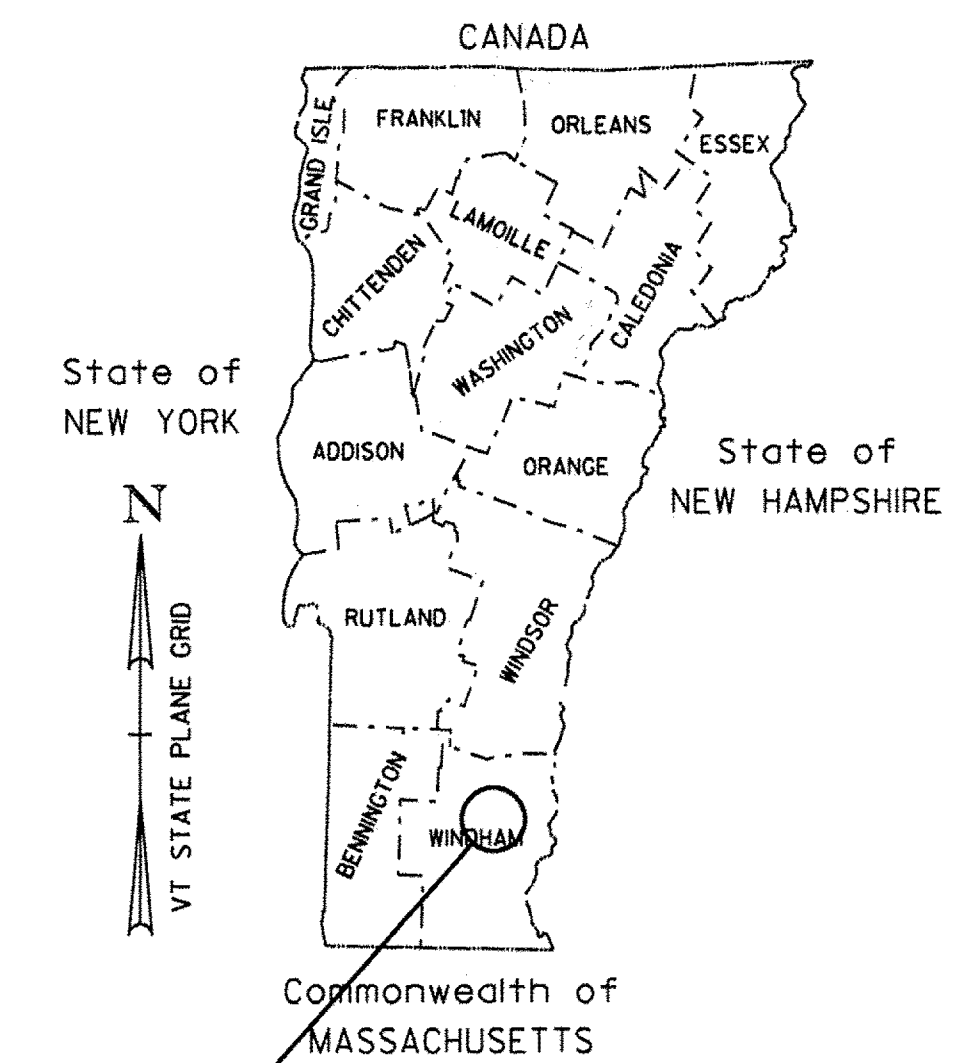 CANADA
GRAND ISLE
FRANKLIN
ORLEANS
ESSEX
LAMOILLE
CHITTENDEN
CALEDONIA
WASHINGTON
State of
NEW YORK
ADDISON
ORANGE
State of
NEW HAMPSHIRE
N
VT STATE PLANE GRID
RUTLAND
WINDSOR
BENNINGTON
WINDHAM
Commonwealth of
MASSACHUSETTS